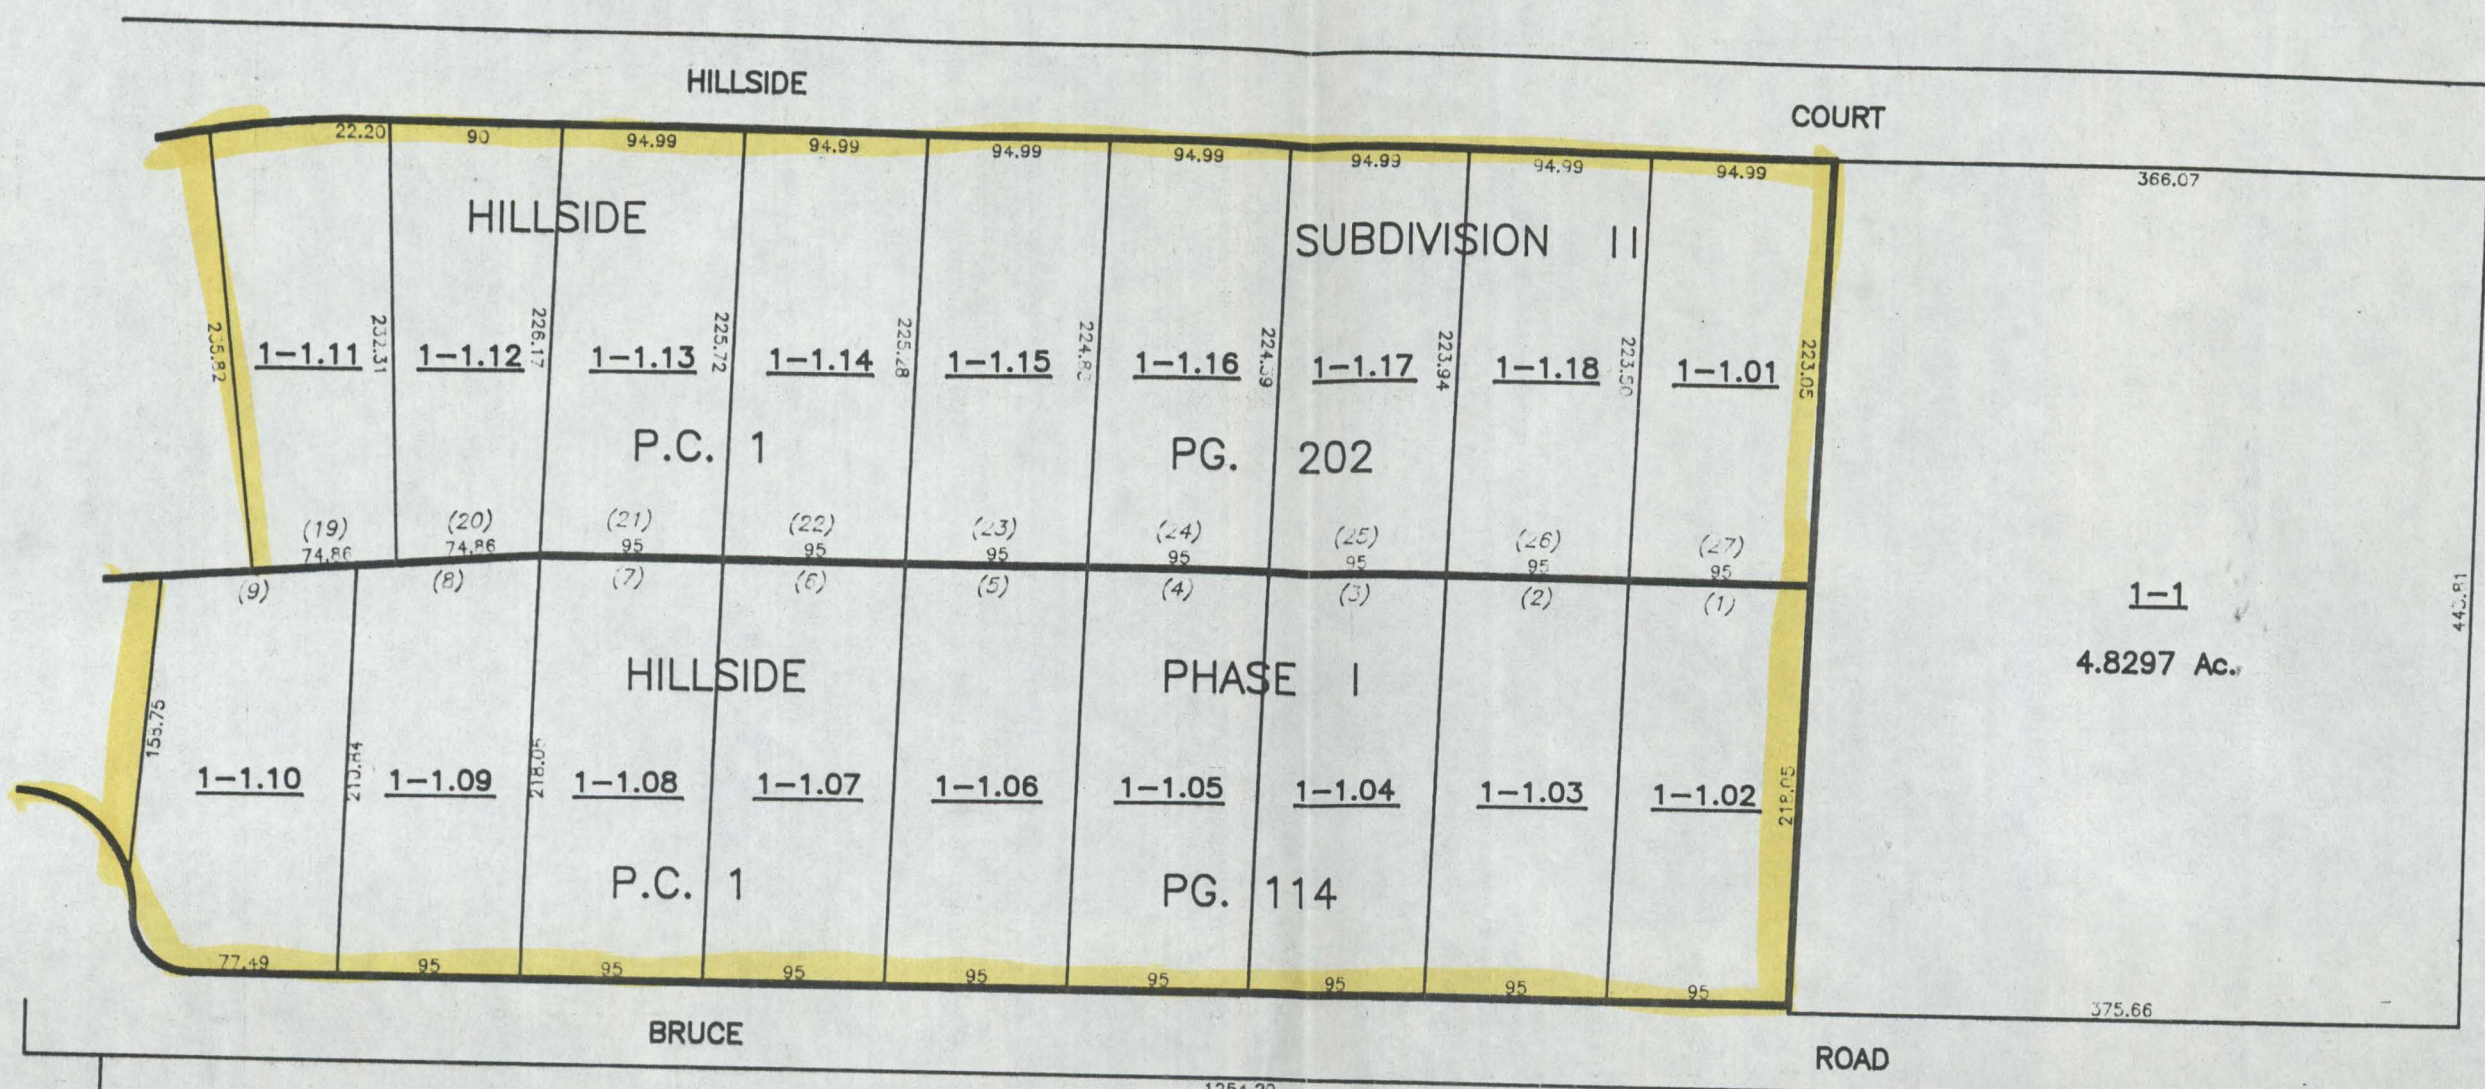 HILLSIDE
COURT
22.20 90 94.99 94.99 94.99 94.99 94.99 94.99 94.99 366.07
HILLSIDE SUBDIVISION II
235.82 232.31 226.17 225.72 225.28 224.39 223.94 223.50 223.05
1-1.11 1-1.12 1-1.13 1-1.14 1-1.15 1-1.16 1-1.17 1-1.18 1-1.01
P.C. 1 PG. 202
(19) (20) (21) (22) (23) (24) (25) (26) (27)
74.86 74.86 95 95 95 95 95 95 95
(9) (8) (7) (6) (5) (4) (3) (2) (1)
1-1
4.8297 Ac.
HILLSIDE PHASE I
218.05 218.05
1-1.10 1-1.09 1-1.08 1-1.07 1-1.06 1-1.05 1-1.04 1-1.03 1-1.02
P.C. 1 PG. 114
77.49 95 95 95 95 95 95 95 95
375.66
BRUCE
ROAD